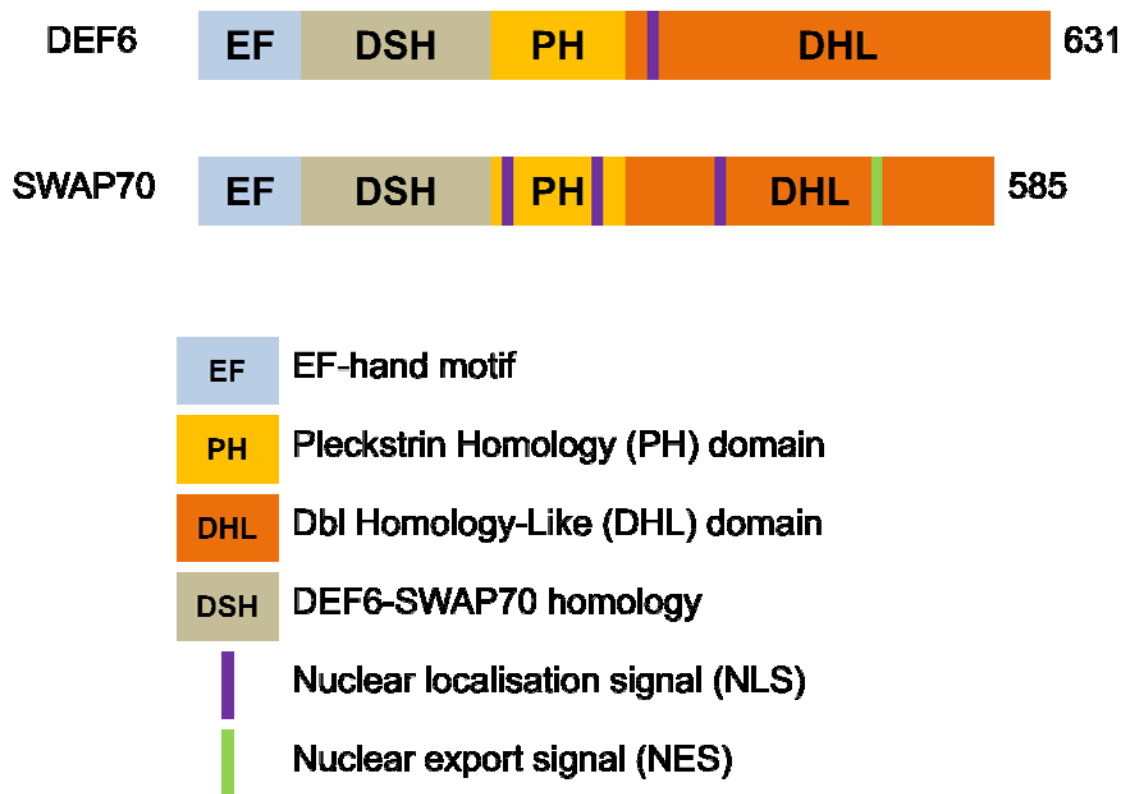 DEF6 EF DSH PH DHL 631
SWAP70 EF DSH PH DHL 585
EF EF-hand motif
PH Pleckstrin Homology (PH) domain
DHL Dbl Homology-Like (DHL) domain
DSH DEF6-SWAP70 homology
Nuclear localisation signal (NLS)
Nuclear export signal (NES)